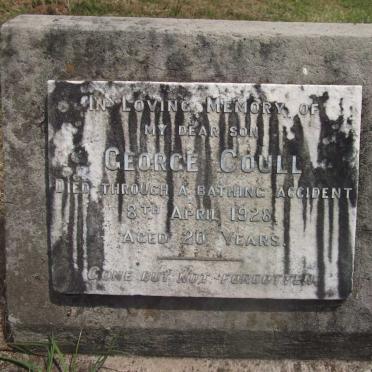 IN LOVING MEMORY OF
MY DEAR SON
GEORGE COULL
DIED THROUGH A BATHING ACCIDENT
8TH APRIL 1928
AGED 20 YEARS.
GONE BUT NOT FORGOTTEN